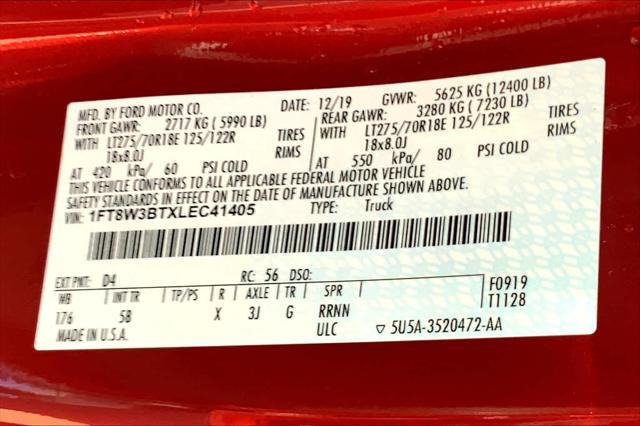 MFD. BY FORD MOTOR CO. DATE: 12/19 GVWR: 5625 KG (12400 LB)
FRONT GAWR: 2717 KG (5990 LB) REAR GAWR: 3280 KG (7230 LB)
WITH LT275/70R18E 125/122R TIRES WITH LT275/70R18E 125/122R TIRES
18x8.0J RIMS 18x8.0J RIMS
AT 420 kPa/ 60 PSI COLD AT 550 kPa/ 80 PSI COLD
THIS VEHICLE CONFORMS TO ALL APPLICABLE FEDERAL MOTOR VEHICLE
SAFETY STANDARDS IN EFFECT ON THE DATE OF MANUFACTURE SHOWN ABOVE.
VIN: 1FT8W3BTXLEC41405 TYPE: Truck
EXT PNT: D4 RC: 56 DSO: F0919
WB INT TR TP/PS R AXLE TR SPR T1128
176 5B X 3J G RRNN
MADE IN U.S.A. ULC ▽ 5U5A-3520472-AA